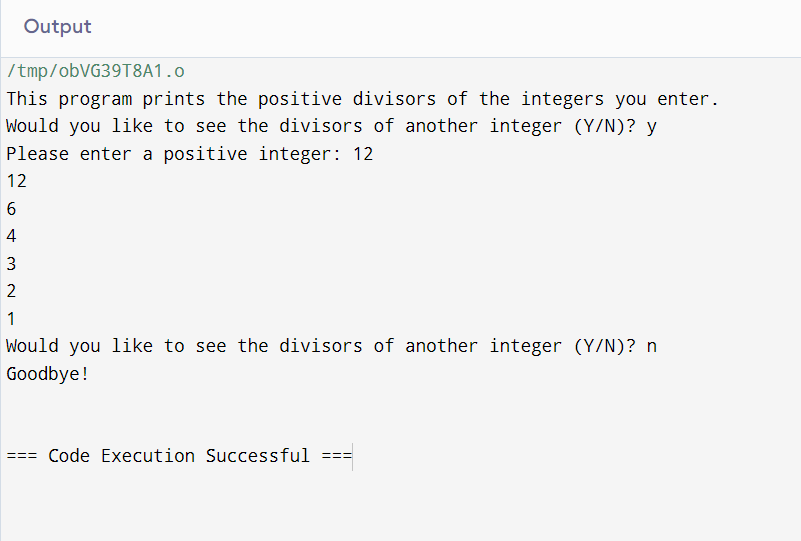 Output
/tmp/obVG39T8A1.o
This program prints the positive divisors of the integers you enter.
Would you like to see the divisors of another integer (Y/N)? y
Please enter a positive integer: 12
12
6
4
3
2
1
Would you like to see the divisors of another integer (Y/N)? n
Goodbye!
=== Code Execution Successful ===